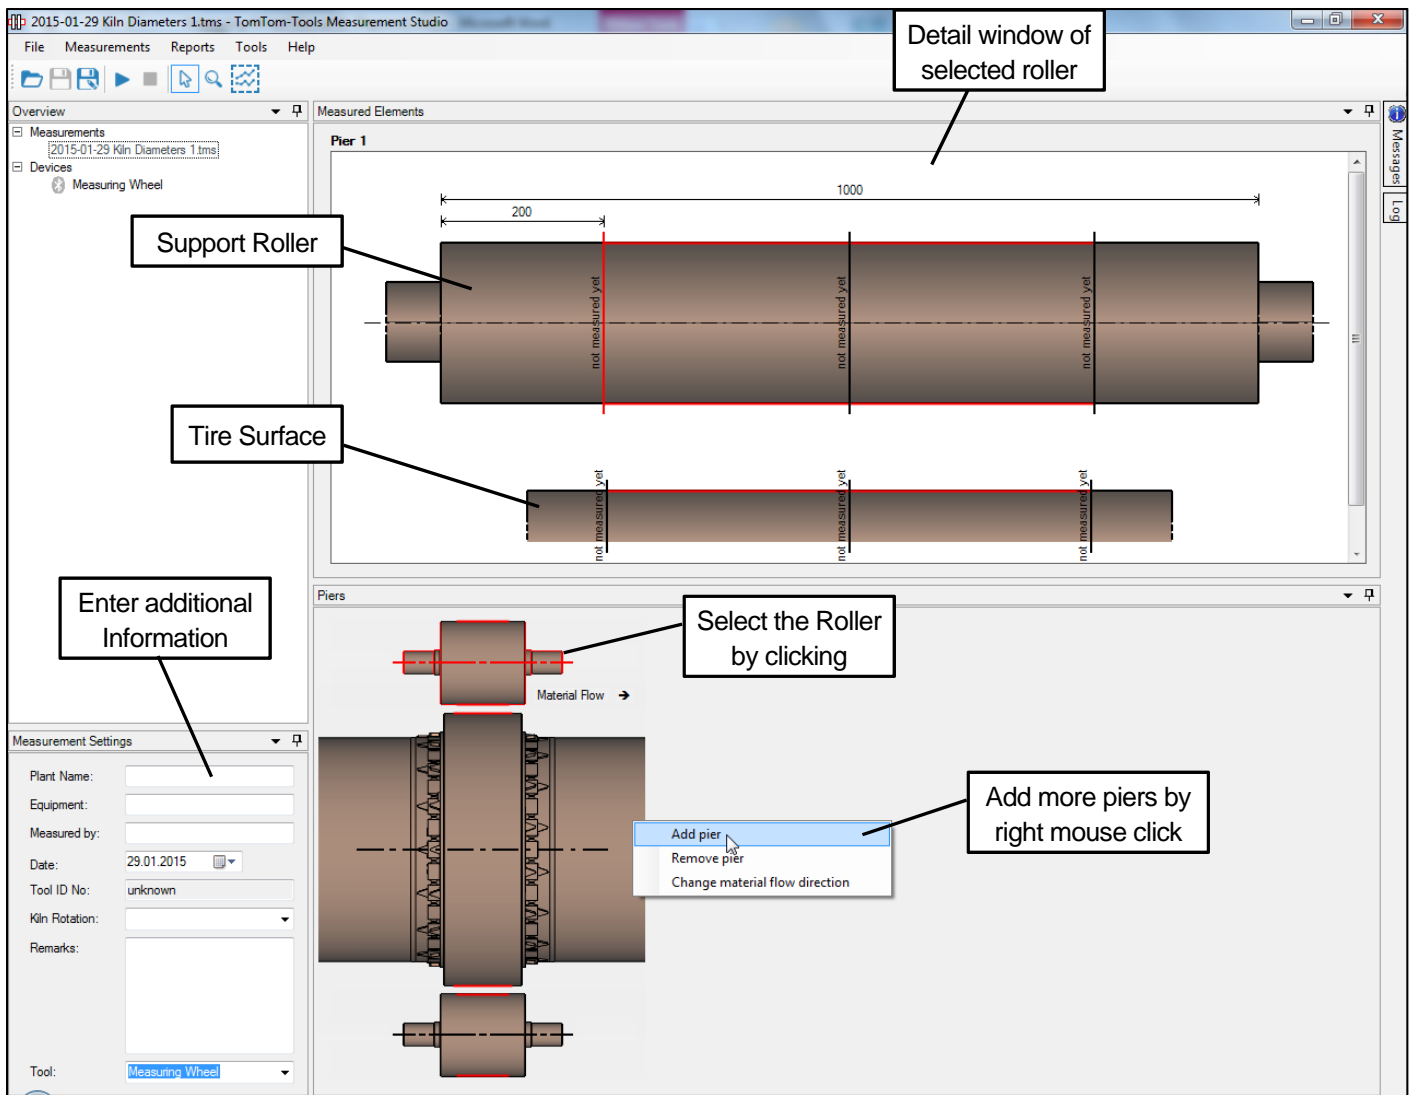 2015-01-29 Kiln Diameters 1.tms - TomTom-Tools Measurement Studio
File Measurements Reports Tools Help
Detail window of
selected roller
Overview
Measurements
2015-01-29 Kiln Diameters 1.tms
Devices
Measuring Wheel
Measured Elements
Pier 1
1000
200
not measured yet
not measured yet
not measured yet
Support Roller
Tire Surface
not measured yet
not measured yet
not measured yet
Messages
Log
Enter additional
Information
Piers
Select the Roller
by clicking
Material Flow
Add more piers by
right mouse click
Add pier
Remove pier
Change material flow direction
Measurement Settings
Plant Name:
Equipment:
Measured by:
Date: 29.01.2015
Tool ID No: unknown
Kiln Rotation:
Remarks:
Tool: Measuring Wheel